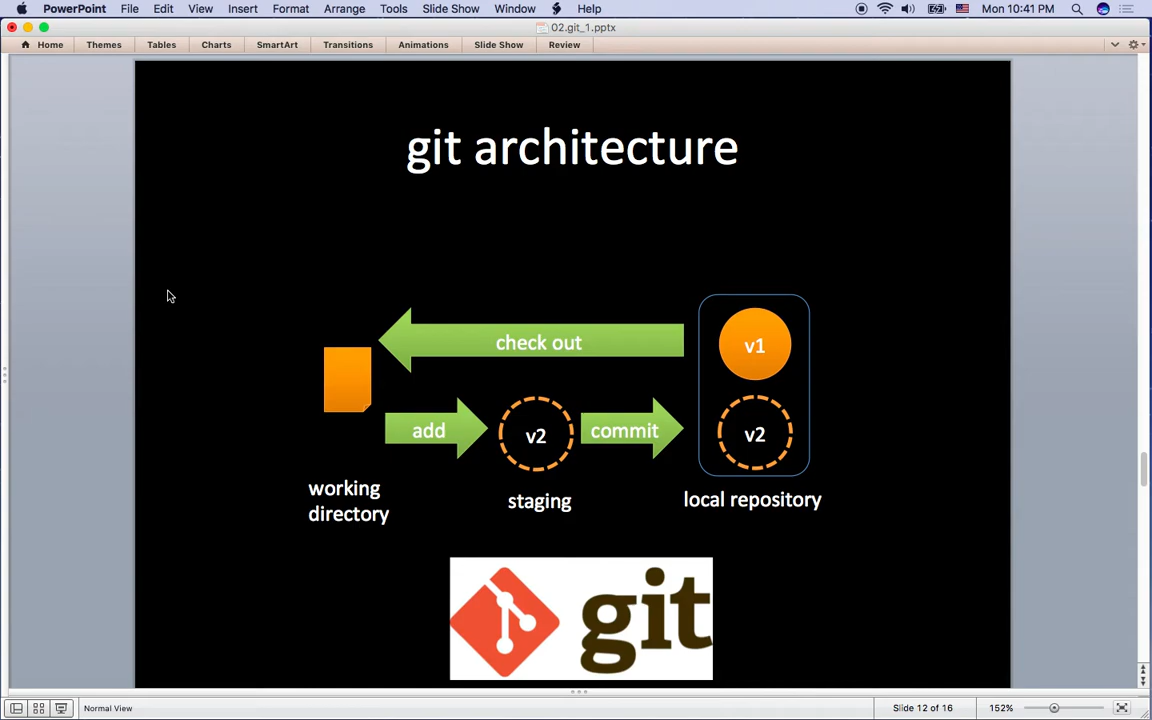 PowerPoint File Edit View Insert Format Arrange Tools Slide Show Window Help Mon 10:41 PM
02.git_1.pptx
Home Themes Tables Charts SmartArt Transitions Animations Slide Show Review
git architecture
check out
v1
add
v2
commit
v2
working
directory
staging
local repository
git
Normal View Slide 12 of 16 152%